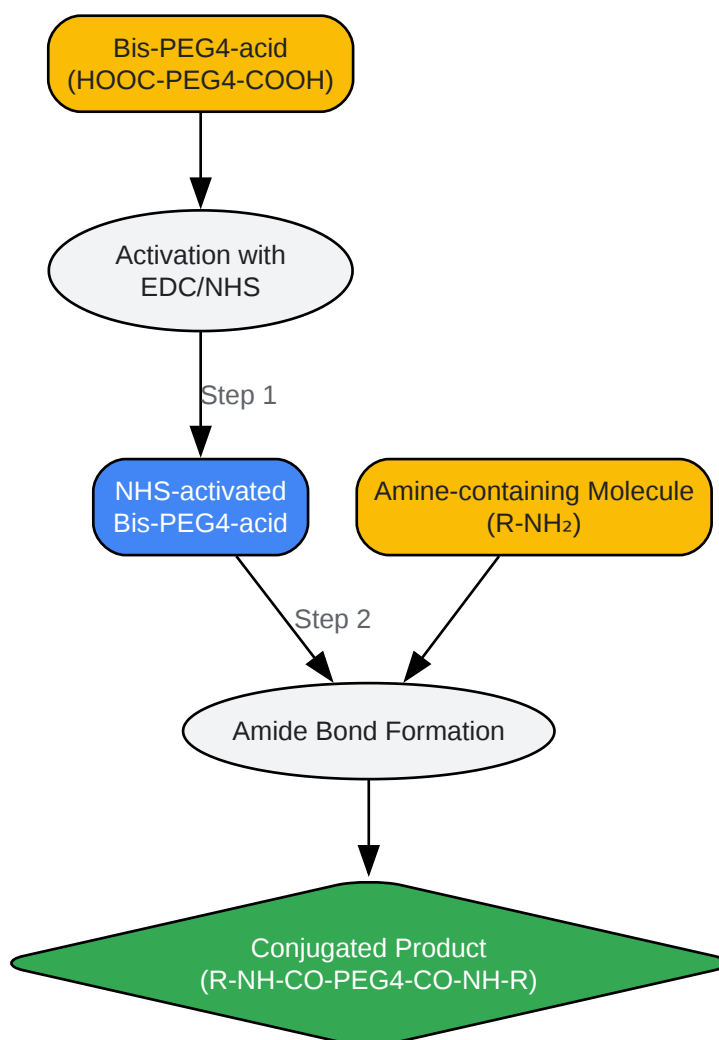 Bis-PEG4-acid
(HOOC-PEG4-COOH)
Activation with
EDC/NHS
Step 1
NHS-activated
Bis-PEG4-acid
Amine-containing Molecule
(R-NH₂)
Step 2
Amide Bond Formation
Conjugated Product
(R-NH-CO-PEG4-CO-NH-R)